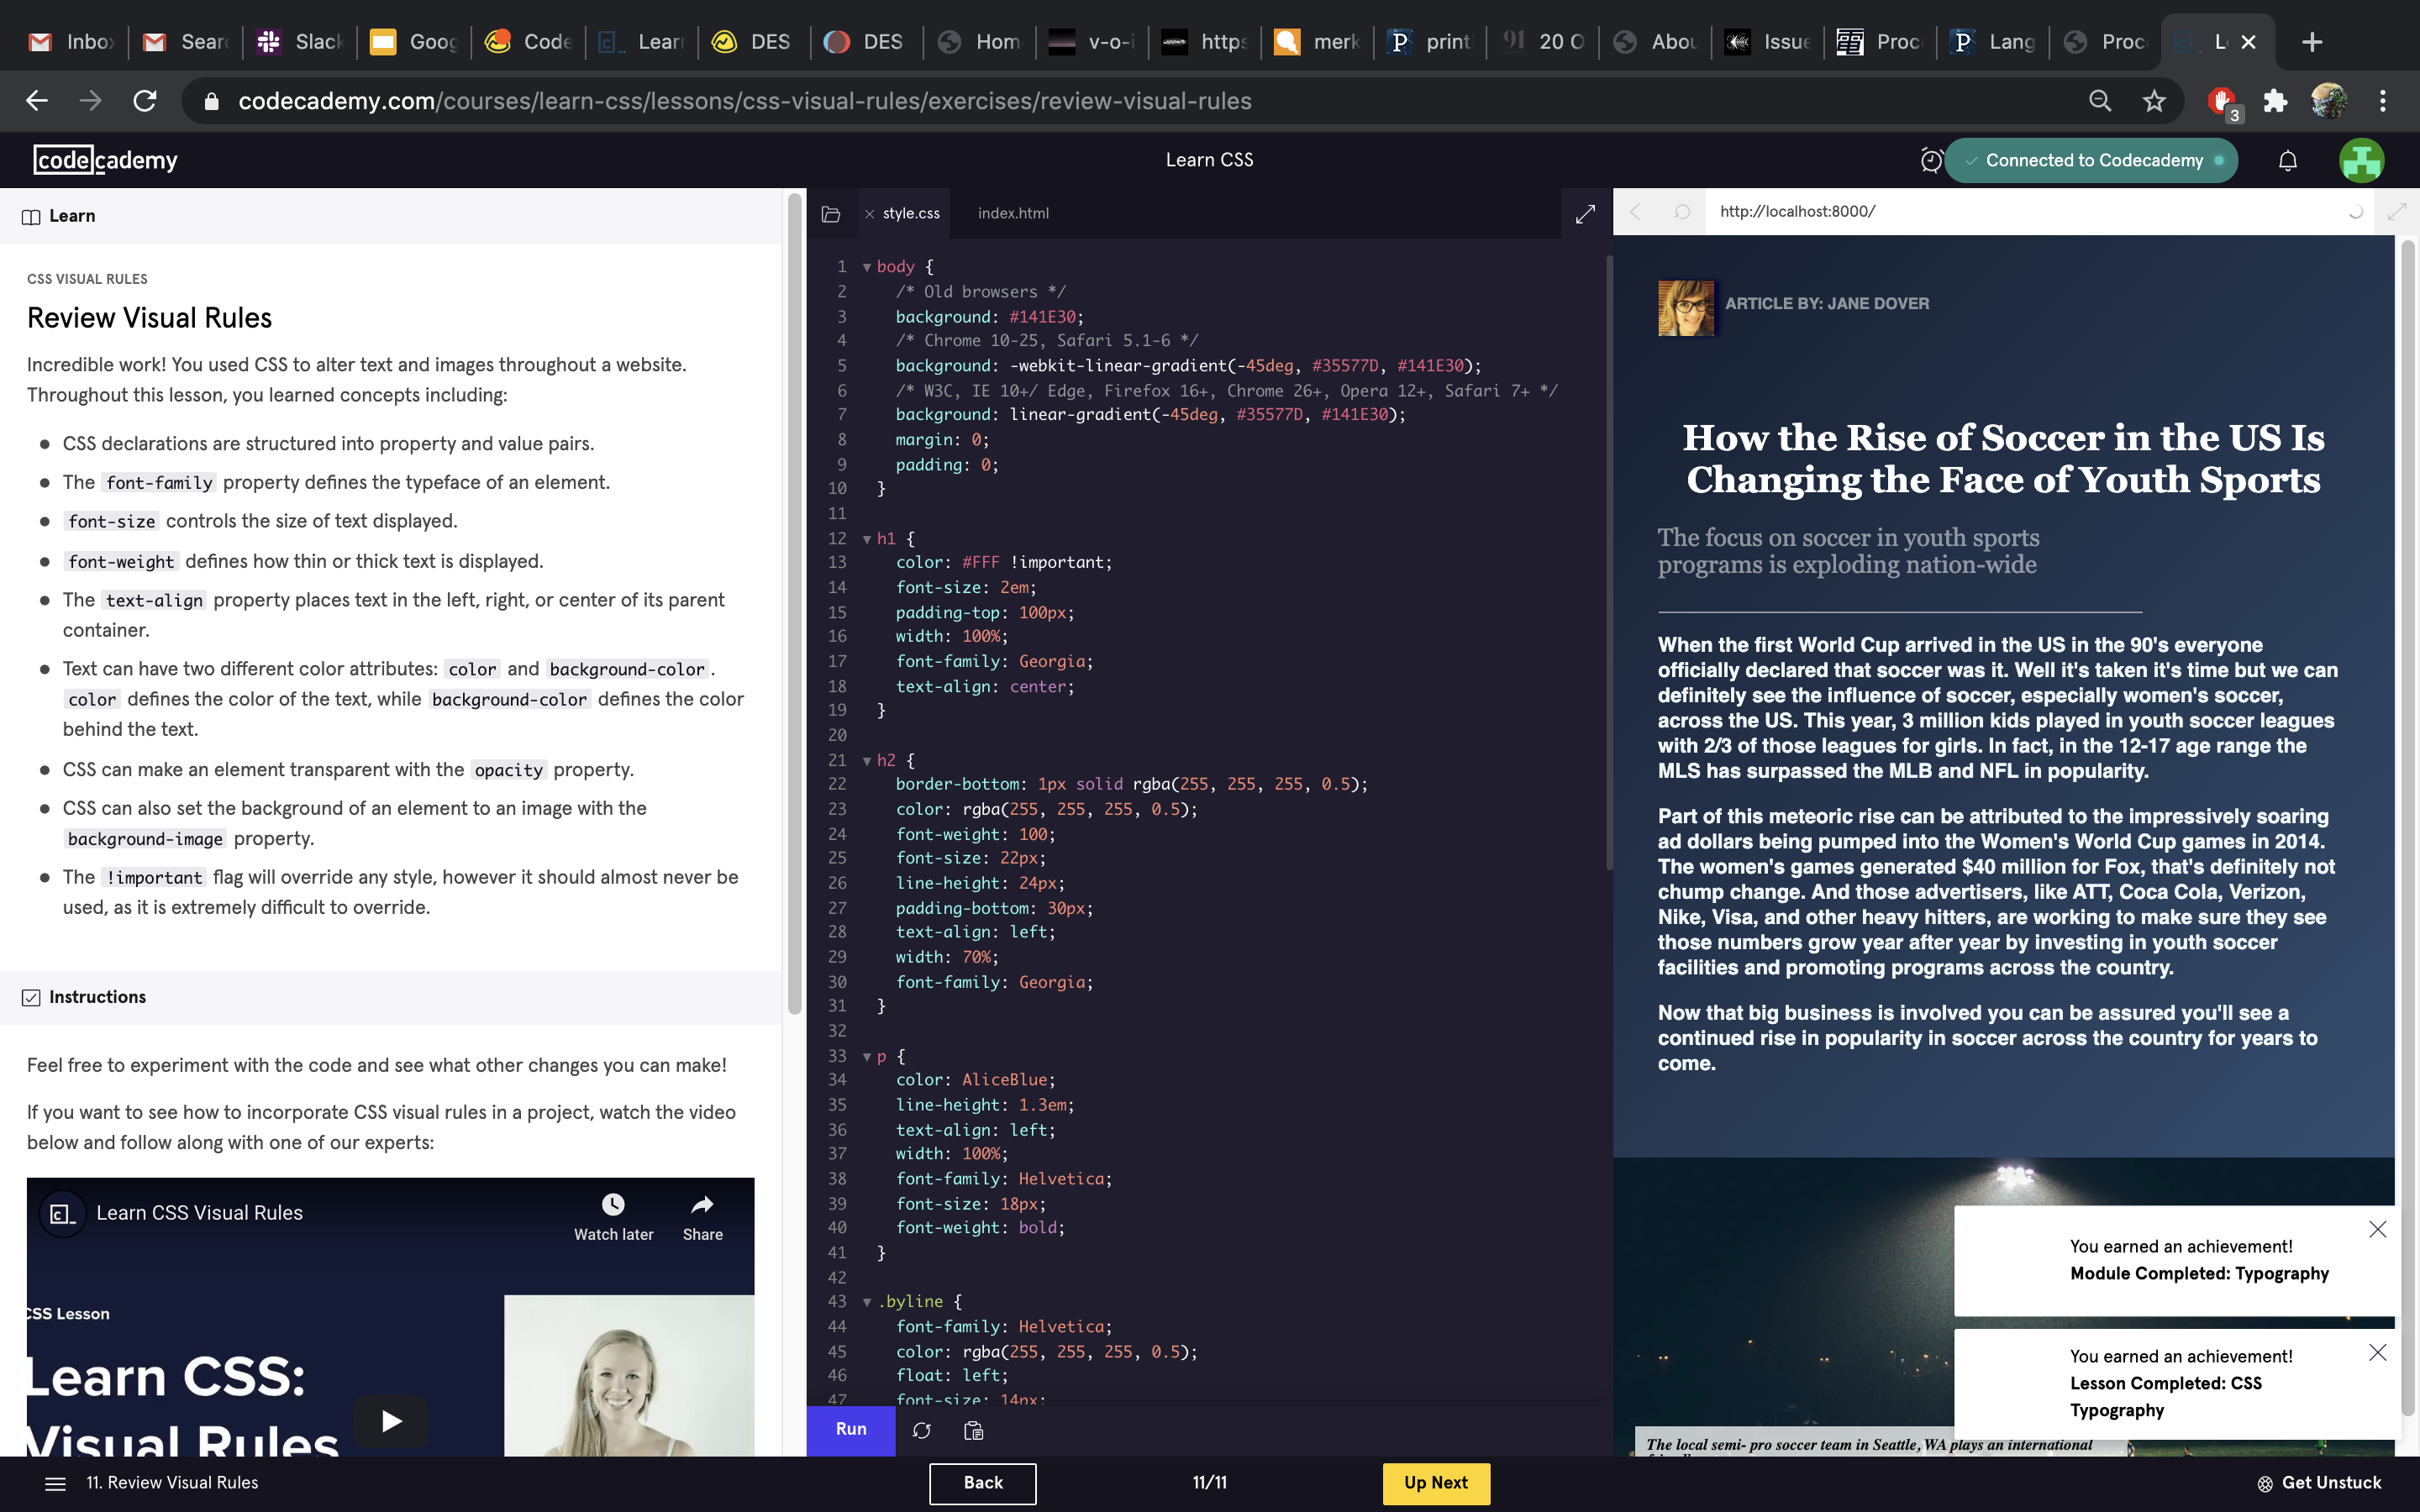 Inbo
Sear
Slack
Goog
Code
Lear
DES
DES
Hom
v-o-i
https
merk
print
20 O
Abou
Issue
Proc
Lang
Proc
L
codecademy.com/courses/learn-css/lessons/css-visual-rules/exercises/review-visual-rules
3
codecademy
Learn CSS
Connected to Codecademy
Learn
CSS VISUAL RULES
Review Visual Rules
Incredible work! You used CSS to alter text and images throughout a website.
Throughout this lesson, you learned concepts including:
CSS declarations are structured into property and value pairs.
The font-family property defines the typeface of an element.
font-size controls the size of text displayed.
font-weight defines how thin or thick text is displayed.
The text-align property places text in the left, right, or center of its parent
container.
Text can have two different color attributes: color and background-color.
color defines the color of the text, while background-color defines the color
behind the text.
CSS can make an element transparent with the opacity property.
CSS can also set the background of an element to an image with the
background-image property.
The !important flag will override any style, however it should almost never be
used, as it is extremely difficult to override.
Instructions
Feel free to experiment with the code and see what other changes you can make!
If you want to see how to incorporate CSS visual rules in a project, watch the video
below and follow along with one of our experts:
Learn CSS Visual Rules
Watch later
Share
CSS Lesson
Learn CSS:
Visual Rules
style.css
index.html
1 body {
2 /* Old browsers */
3 background: #141E30;
4 /* Chrome 10-25, Safari 5.1-6 */
5 background: -webkit-linear-gradient(-45deg, #35577D, #141E30);
6 /* W3C, IE 10+/ Edge, Firefox 16+, Chrome 26+, Opera 12+, Safari 7+ */
7 background: linear-gradient(-45deg, #35577D, #141E30);
8 margin: 0;
9 padding: 0;
10 }
11
12 h1 {
13 color: #FFF !important;
14 font-size: 2em;
15 padding-top: 100px;
16 width: 100%;
17 font-family: Georgia;
18 text-align: center;
19 }
20
21 h2 {
22 border-bottom: 1px solid rgba(255, 255, 255, 0.5);
23 color: rgba(255, 255, 255, 0.5);
24 font-weight: 100;
25 font-size: 22px;
26 line-height: 24px;
27 padding-bottom: 30px;
28 text-align: left;
29 width: 70%;
30 font-family: Georgia;
31 }
32
33 p {
34 color: AliceBlue;
35 line-height: 1.3em;
36 text-align: left;
37 width: 100%;
38 font-family: Helvetica;
39 font-size: 18px;
40 font-weight: bold;
41 }
42
43 .byline {
44 font-family: Helvetica;
45 color: rgba(255, 255, 255, 0.5);
46 float: left;
47 font-size: 14px;
Run
http://localhost:8000/
ARTICLE BY: JANE DOVER
How the Rise of Soccer in the US Is
Changing the Face of Youth Sports
The focus on soccer in youth sports
programs is exploding nation-wide
When the first World Cup arrived in the US in the 90's everyone
officially declared that soccer was it. Well it's taken it's time but we can
definitely see the influence of soccer, especially women's soccer,
across the US. This year, 3 million kids played in youth soccer leagues
with 2/3 of those leagues for girls. In fact, in the 12-17 age range the
MLS has surpassed the MLB and NFL in popularity.
Part of this meteoric rise can be attributed to the impressively soaring
ad dollars being pumped into the Women's World Cup games in 2014.
The women's games generated $40 million for Fox, that's definitely not
chump change. And those advertisers, like ATT, Coca Cola, Verizon,
Nike, Visa, and other heavy hitters, are working to make sure they see
those numbers grow year after year by investing in youth soccer
facilities and promoting programs across the country.
Now that big business is involved you can be assured you'll see a
continued rise in popularity in soccer across the country for years to
come.
You earned an achievement!
Module Completed: Typography
You earned an achievement!
Lesson Completed: CSS
Typography
The local semi- pro soccer team in Seattle, WA plays an international
11. Review Visual Rules
Back
11/11
Up Next
Get Unstuck